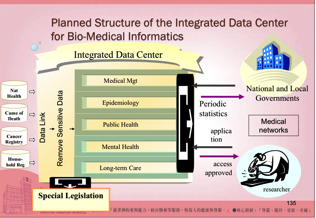 Planned Structure of the Integrated Data Center
for Bio-Medical Informatics
Integrated Data Center
Nat
Health
Cause of
Death
Cancer
Registry
House-
hold Reg
Data Link
Remove Sensitive Data
Medical Mgt
Epidemiology
Public Health
Mental Health
Long-term Care
Special Legislation
Periodic
statistics
applica
tion
access
approved
National and Local
Governments
Medical
networks
researcher
135